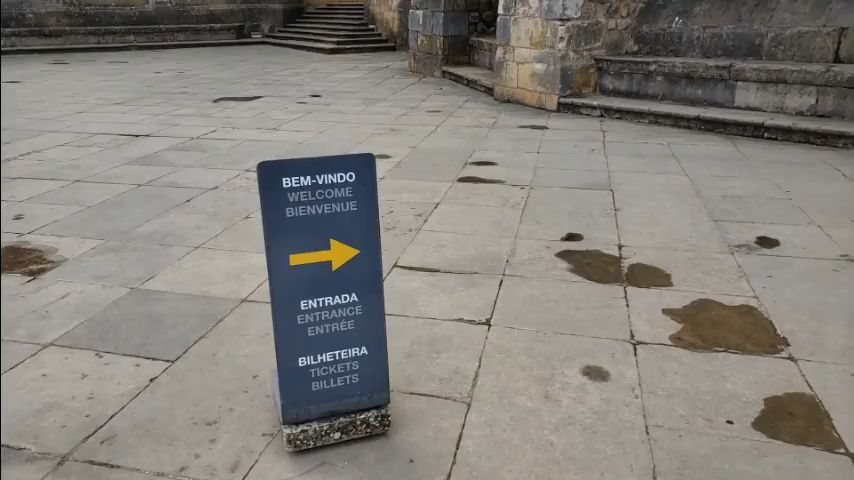 BEM-VINDO
WELCOME
BIENVENUE
ENTRADA
ENTRANCE
ENTRÉE
BILHETEIRA
TICKETS
BILLETS